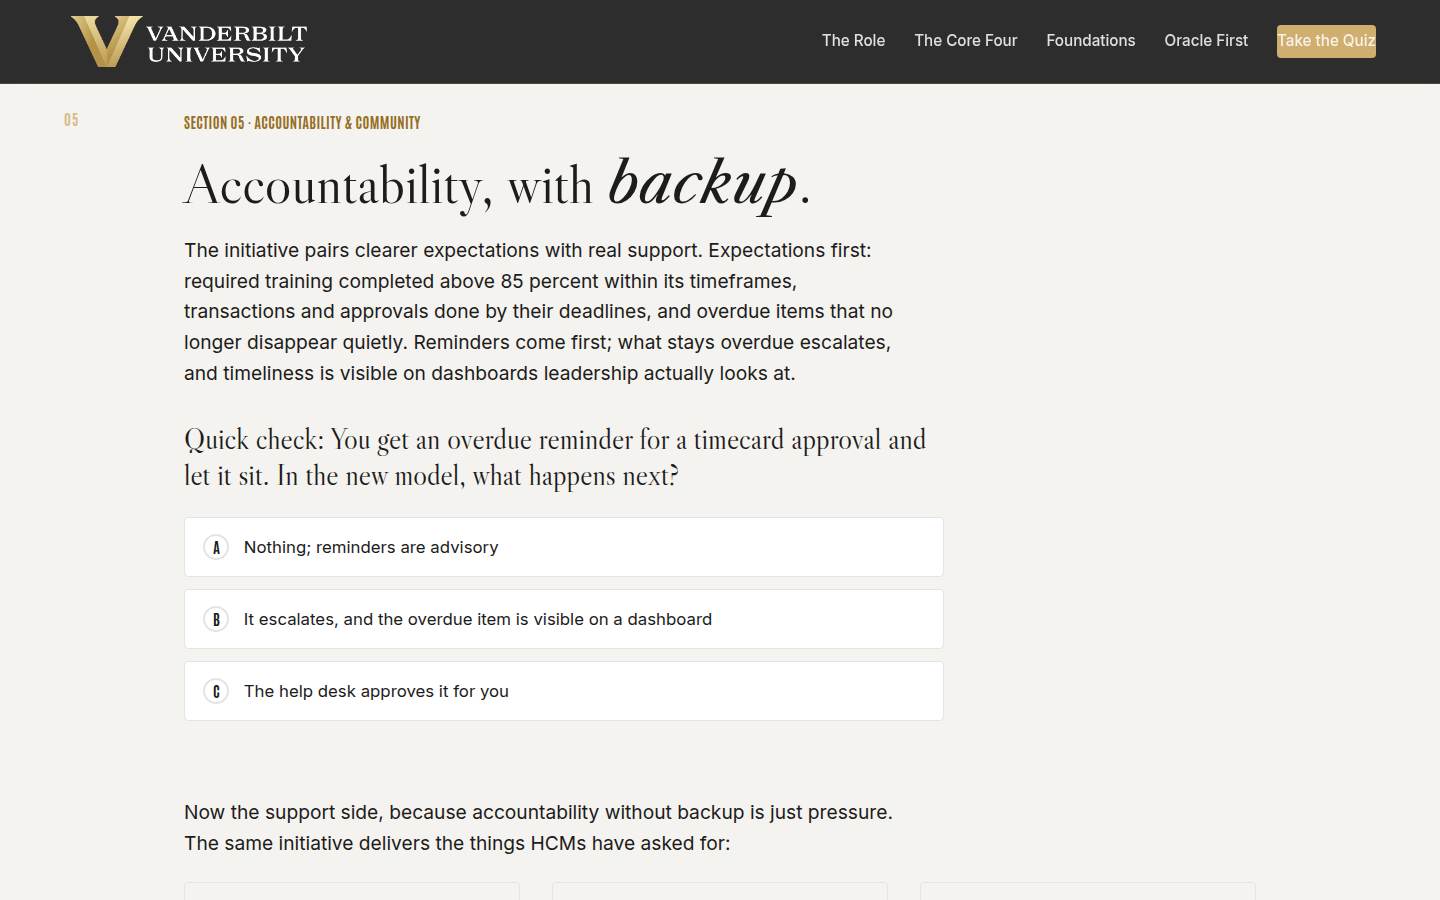 VANDERBILT
UNIVERSITY
The Role
The Core Four
Foundations
Oracle First
Take the Quiz
05
SECTION 05 · ACCOUNTABILITY & COMMUNITY
Accountability, with backup.
The initiative pairs clearer expectations with real support. Expectations first:
required training completed above 85 percent within its timeframes,
transactions and approvals done by their deadlines, and overdue items that no
longer disappear quietly. Reminders come first; what stays overdue escalates,
and timeliness is visible on dashboards leadership actually looks at.
Quick check: You get an overdue reminder for a timecard approval and
let it sit. In the new model, what happens next?
A Nothing; reminders are advisory
B It escalates, and the overdue item is visible on a dashboard
C The help desk approves it for you
Now the support side, because accountability without backup is just pressure.
The same initiative delivers the things HCMs have asked for: